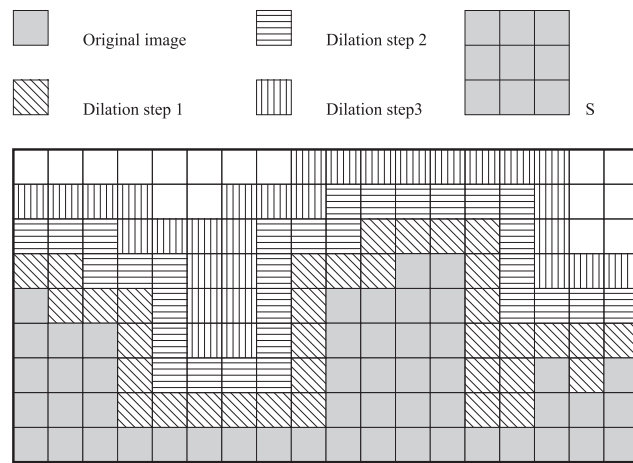 Original image
Dilation step 2
Dilation step 1
Dilation step3
S